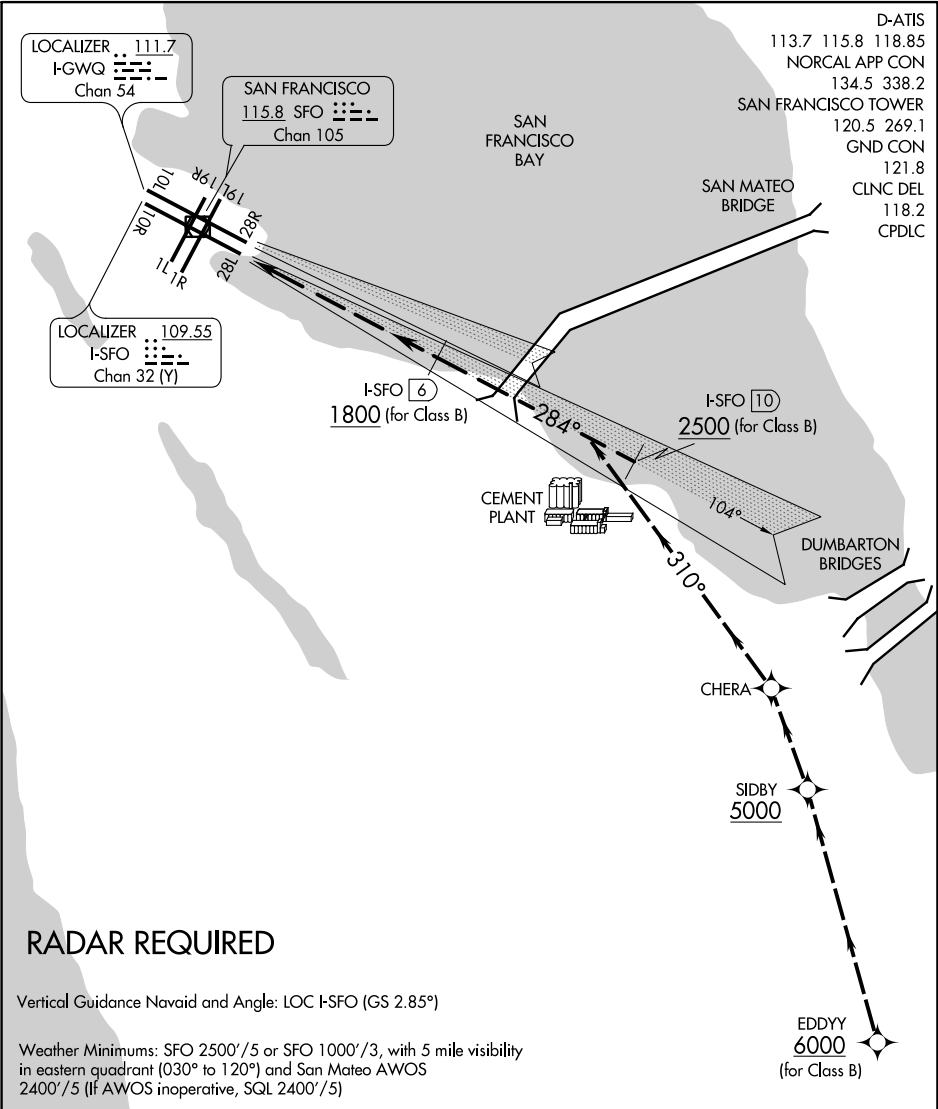 D-ATIS
113.7 115.8 118.85
NORCAL APP CON
134.5 338.2
SAN FRANCISCO TOWER
120.5 269.1
GND CON
121.8
CLNC DEL
118.2
CPDLC
LOCALIZER 111.7
I-GWQ
Chan 54
SAN FRANCISCO
115.8 SFO
Chan 105
SAN
FRANCISCO
BAY
SAN MATEO
BRIDGE
10L
19R
19L
28R
10R
1L
1R
28L
LOCALIZER 109.55
I-SFO
Chan 32 (Y)
I-SFO 6
1800 (for Class B)
284°
I-SFO 10
2500 (for Class B)
CEMENT
PLANT
104°
DUMBARTON
BRIDGES
310°
CHERA
SIDBY
5000
EDDYY
6000
(for Class B)
RADAR REQUIRED
Vertical Guidance Navaid and Angle: LOC I-SFO (GS 2.85°)
Weather Minimums: SFO 2500'/5 or SFO 1000'/3, with 5 mile visibility
in eastern quadrant (030° to 120°) and San Mateo AWOS
2400'/5 (If AWOS inoperative, SQL 2400'/5)